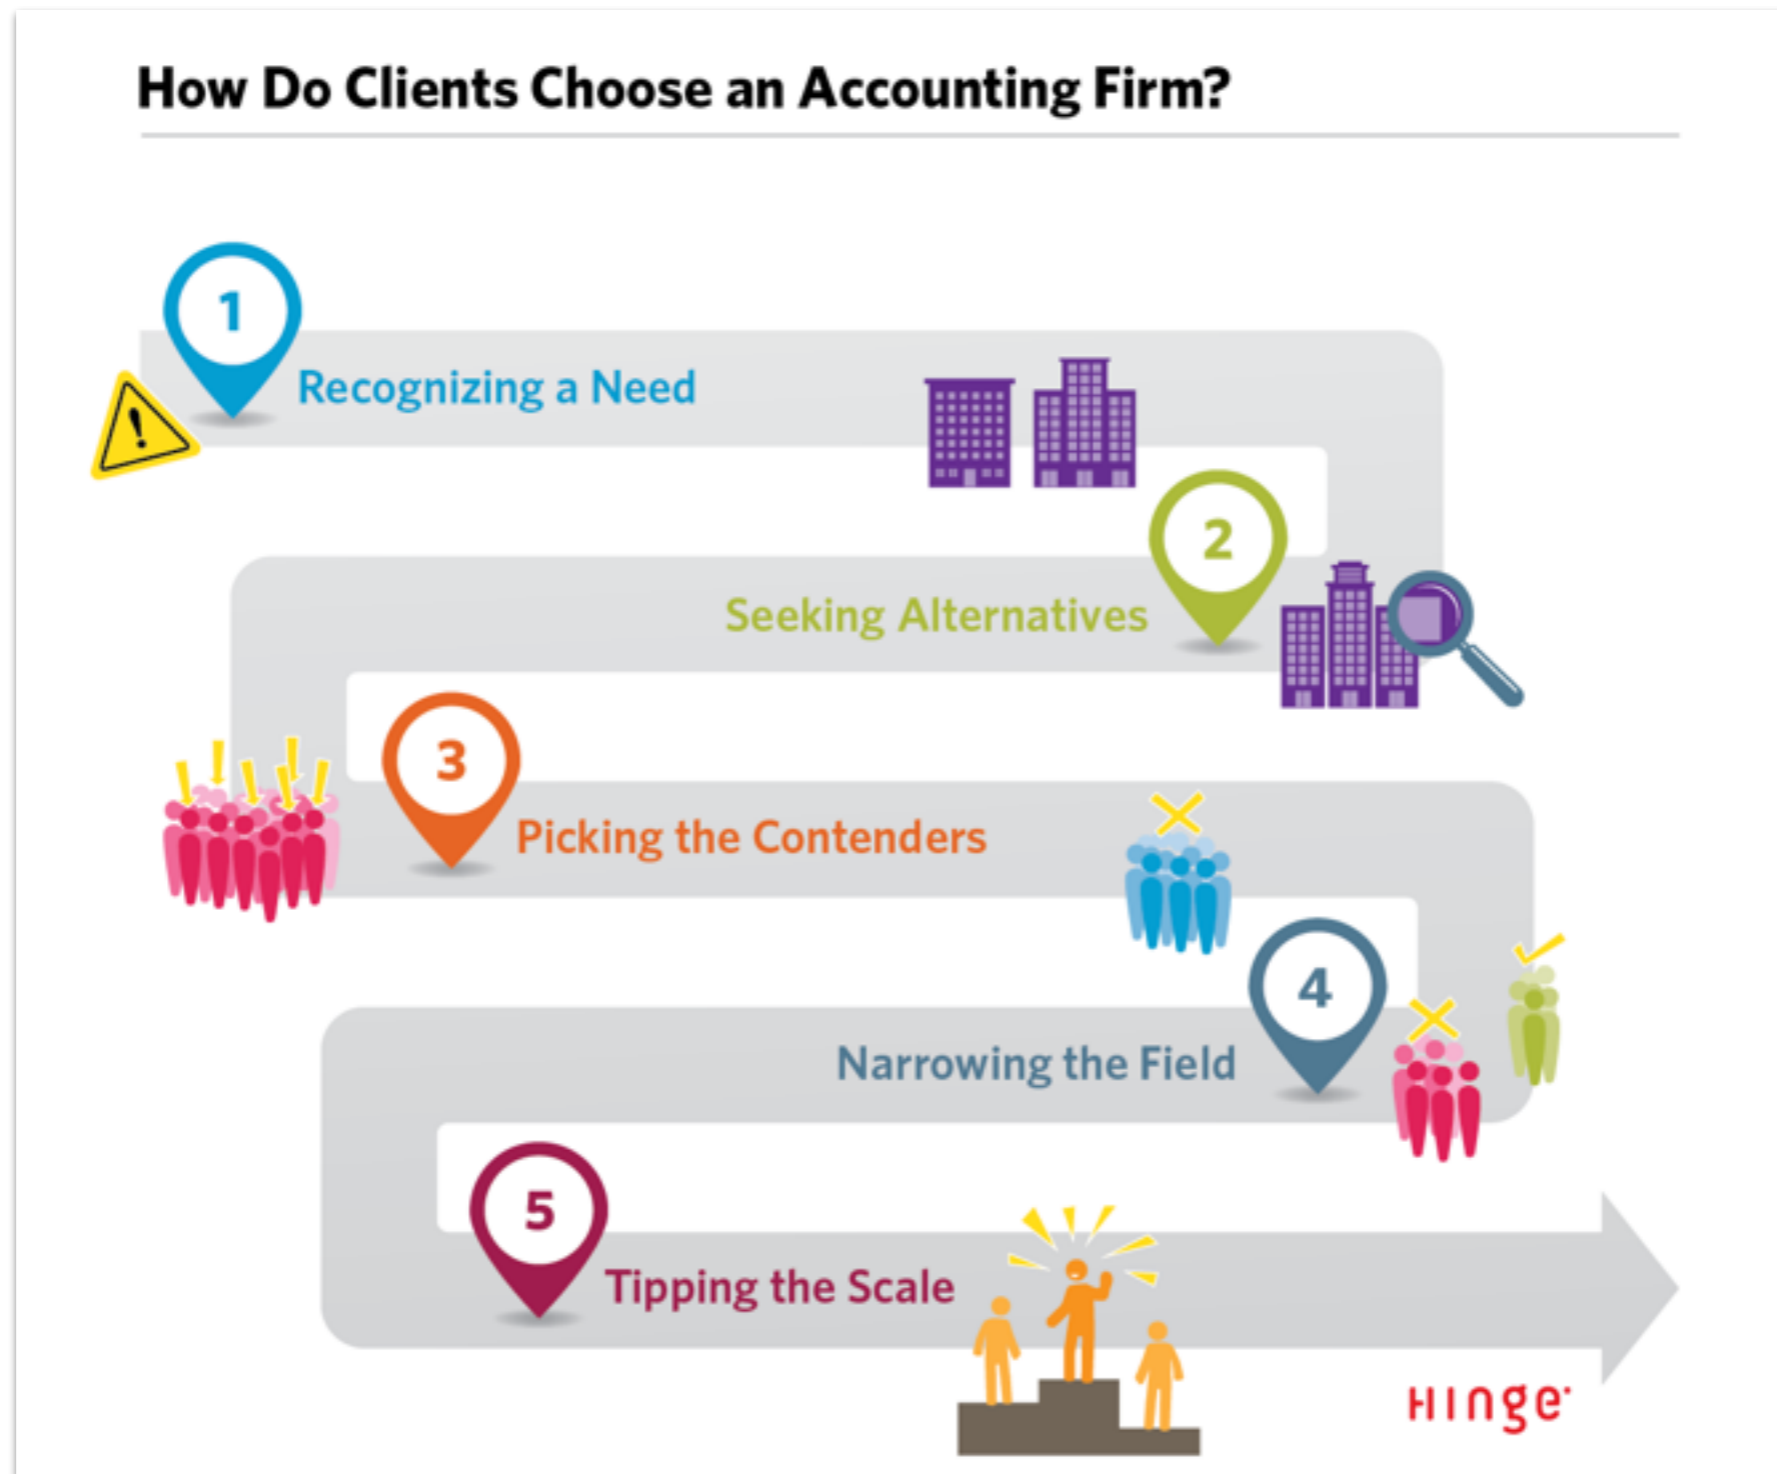 How Do Clients Choose an Accounting Firm?
1
Recognizing a Need
!
2
Seeking Alternatives
3
Picking the Contenders
4
Narrowing the Field
5
Tipping the Scale
Hinge